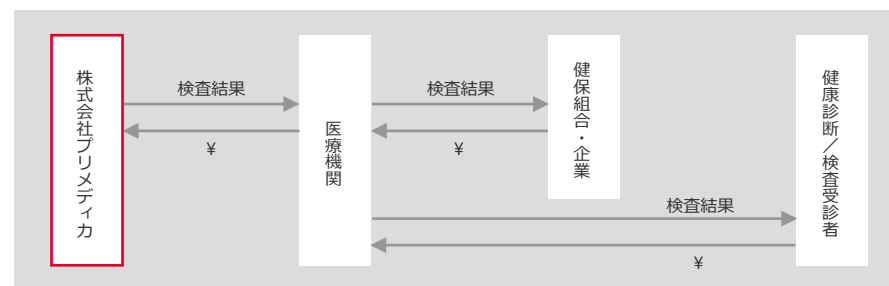 株式会社プリメディカ
検査結果
¥
医療機関
検査結果
¥
健保組合・企業
検査結果
¥
健康診断／検査受診者